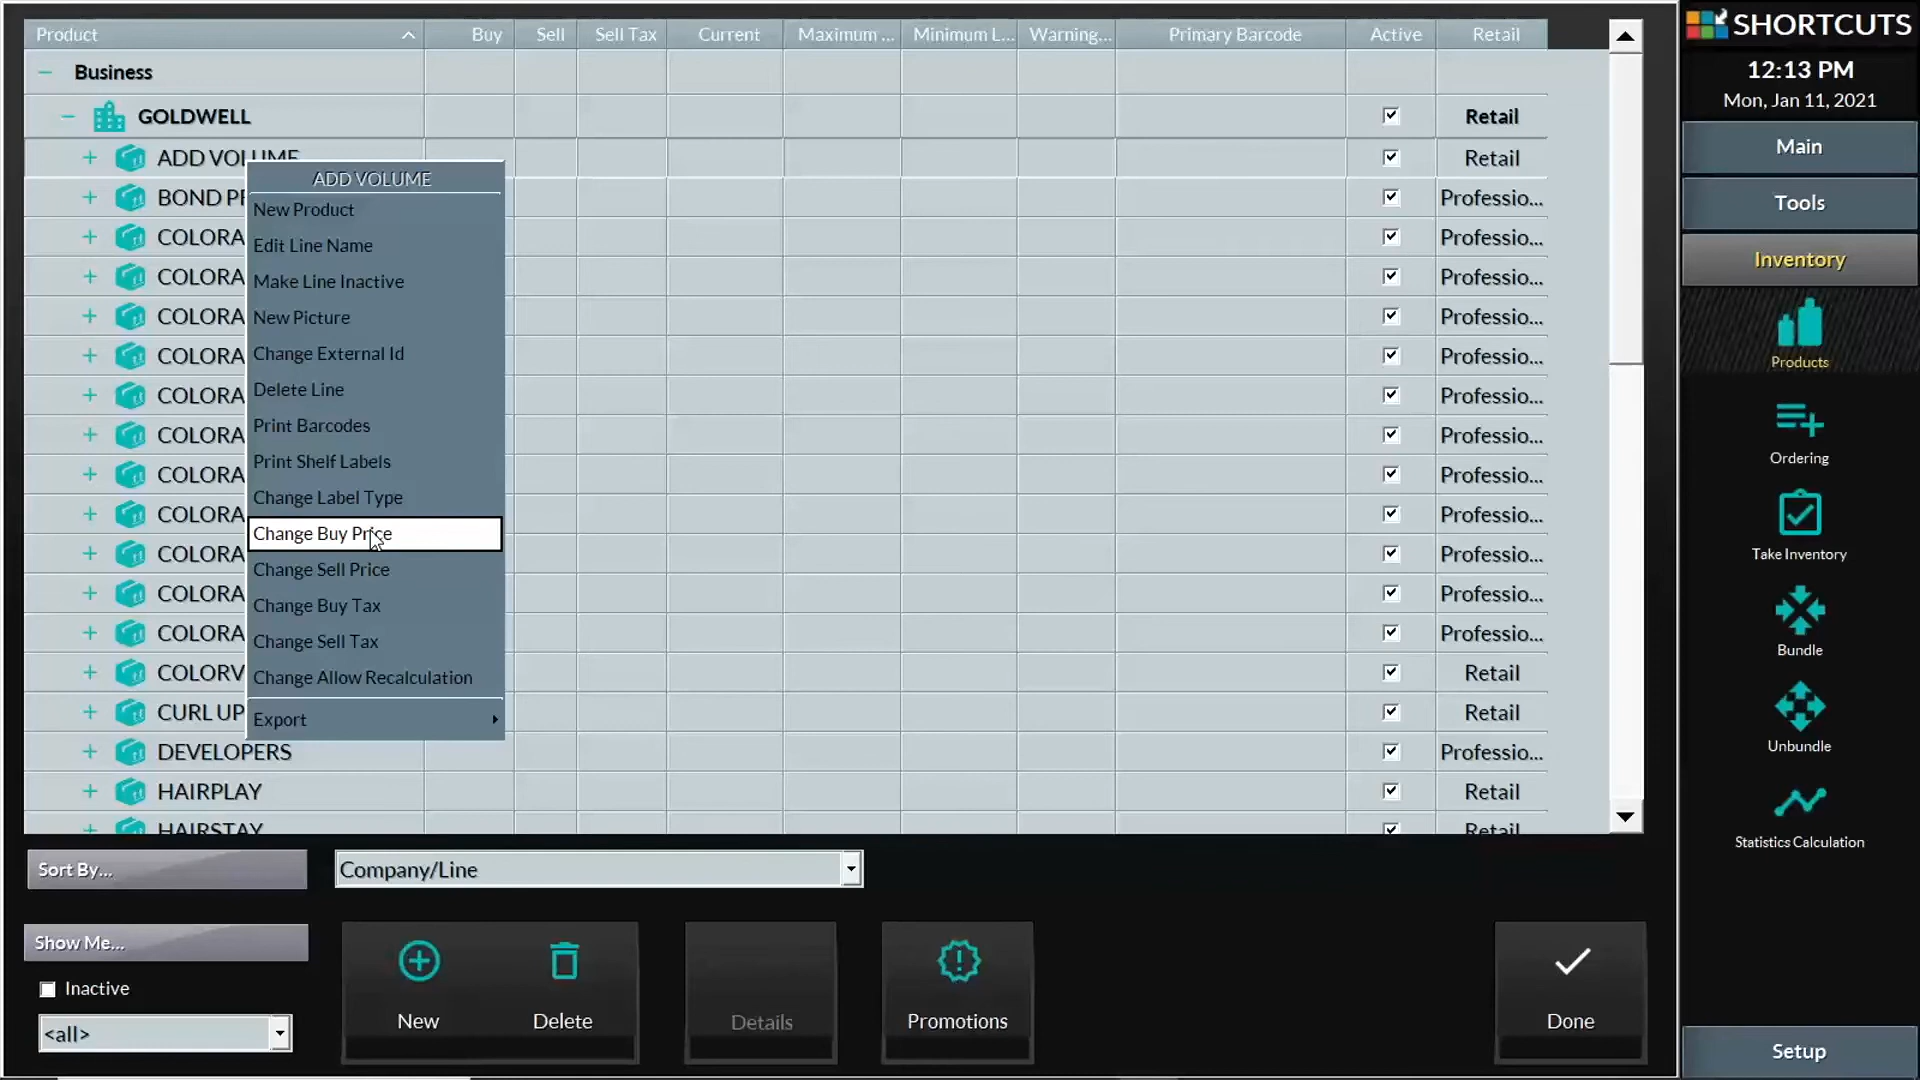 Product Buy Sell Sell Tax Current Maximum ... Minimum L... Warning... Primary Barcode Active Retail
Business
GOLDWELL Retail
ADD VOLUME Retail
BOND Professio...
COLORA Professio...
COLORA Professio...
COLORA Professio...
COLORA Professio...
COLORA Professio...
COLORA Professio...
COLORA Professio...
COLORA Professio...
COLORA Professio...
COLORA Professio...
COLORA Professio...
COLORV Retail
CURL UP Retail
DEVELOPERS Professio...
HAIRPLAY Retail
HAIRSTAY Retail
ADD VOLUME
New Product
Edit Line Name
Make Line Inactive
New Picture
Change External Id
Delete Line
Print Barcodes
Print Shelf Labels
Change Label Type
Change Buy Price
Change Sell Price
Change Buy Tax
Change Sell Tax
Change Allow Recalculation
Export
Sort By... Company/Line
Show Me...
Inactive
<all>
New Delete Details Promotions Done
SHORTCUTS
12:13 PM
Mon, Jan 11, 2021
Main
Tools
Inventory
Products
Ordering
Take Inventory
Bundle
Unbundle
Statistics Calculation
Setup